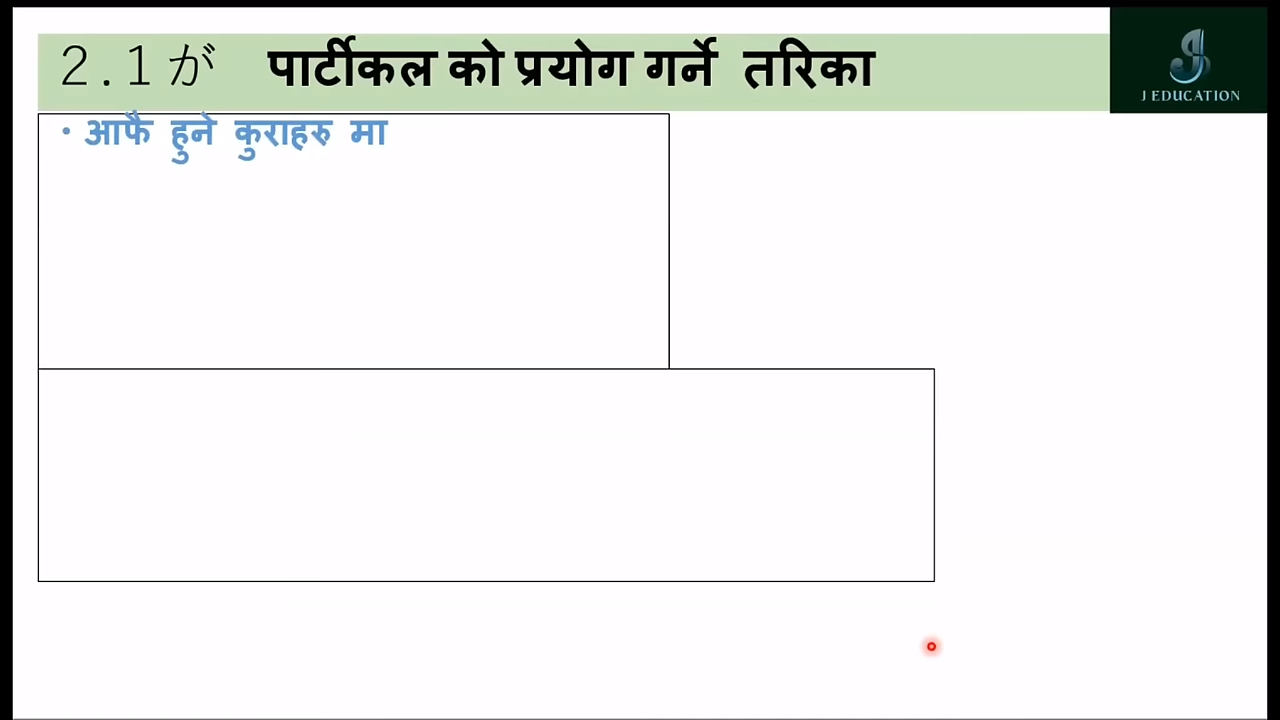 2.1が पार्टीकल को प्रयोग गर्ने तरिका
J EDUCATION
• आफै हुने कुराहरु मा